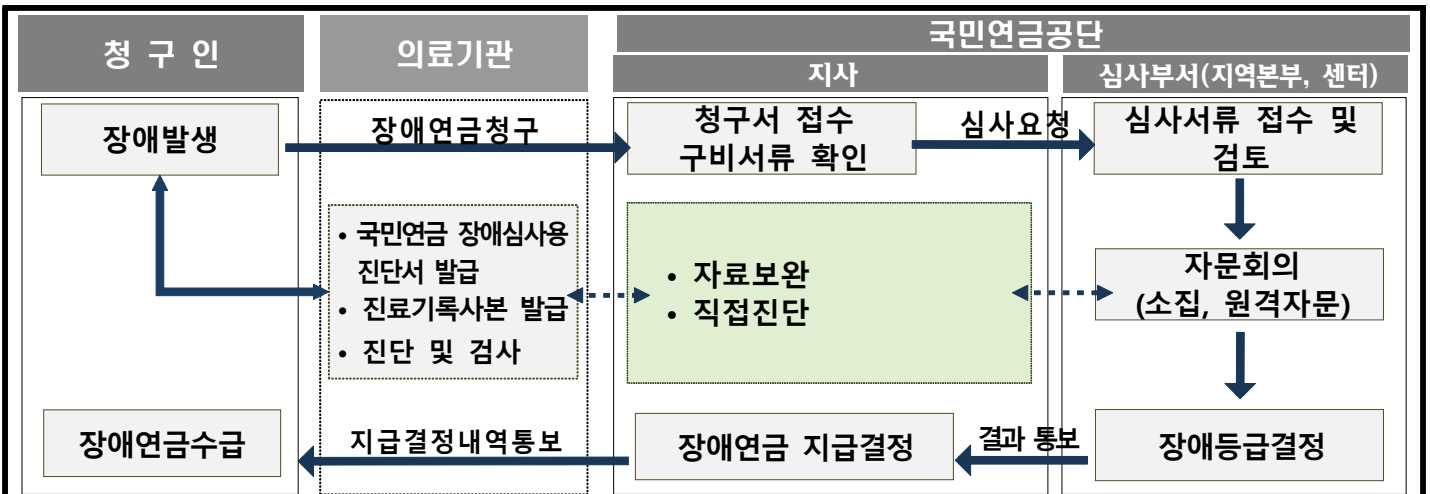 청 구 인
의료기관
국민연금공단
지사
심사부서(지역본부, 센터)
장애발생
장애연금청구
청구서 접수
구비서류 확인
심사요청
심사서류 접수 및
검토
• 국민연금 장애심사용
진단서 발급
• 진료기록사본 발급
• 진단 및 검사
• 자료보완
• 직접진단
자문회의
(소집, 원격자문)
장애연금수급
지급결정내역통보
장애연금 지급결정
결과 통보
장애등급결정